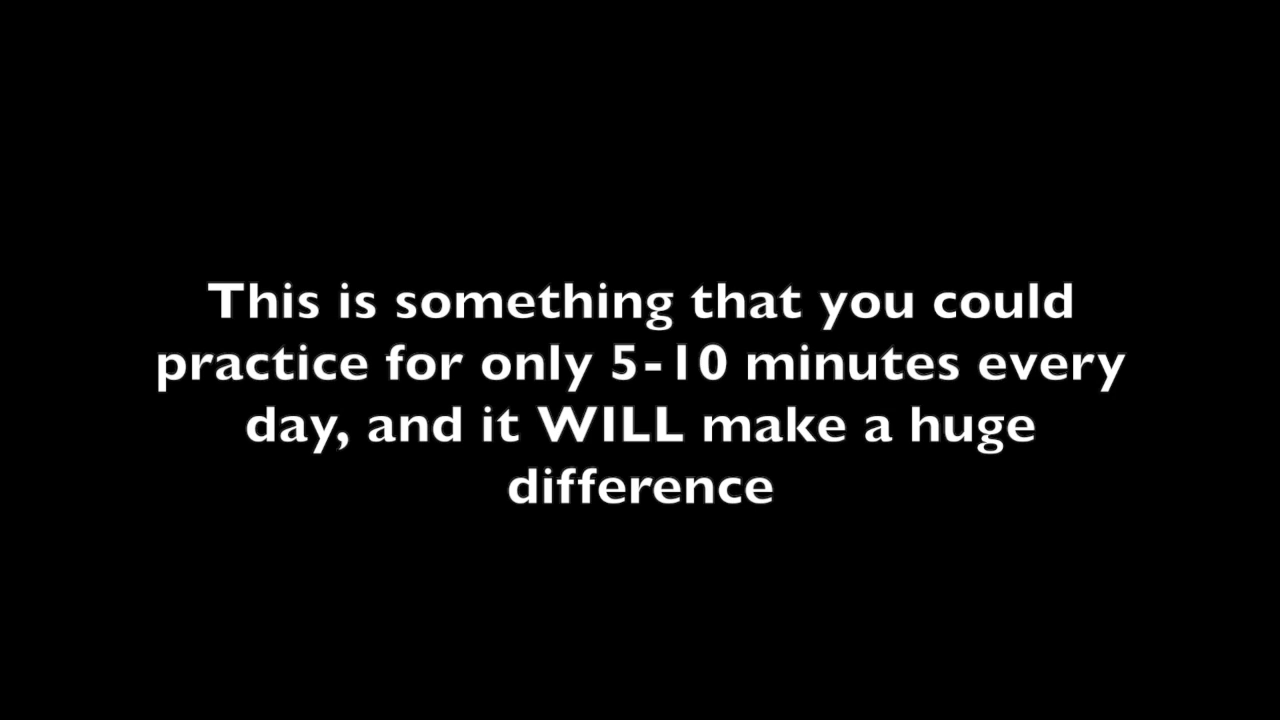 This is something that you could
practice for only 5-10 minutes every
day, and it WILL make a huge
difference